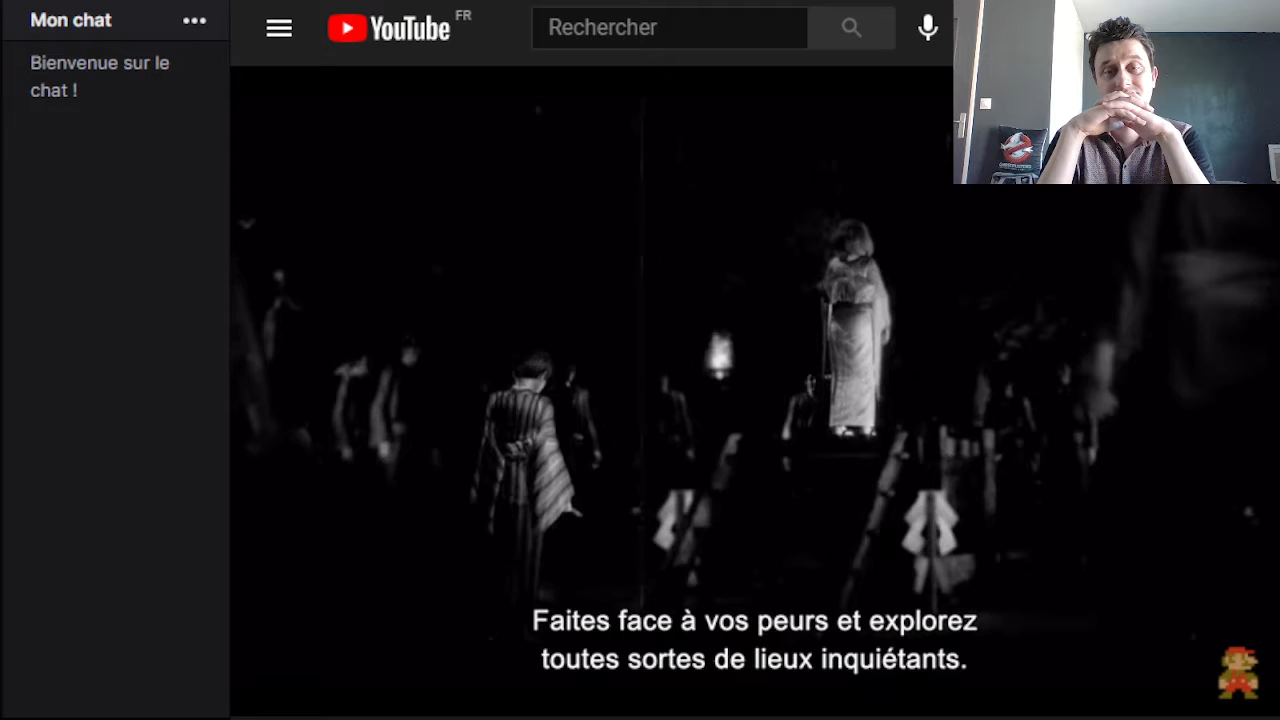 Mon chat
Bienvenue sur le
chat !
YouTube FR
Rechercher
Faites face à vos peurs et explorez
toutes sortes de lieux inquiétants.